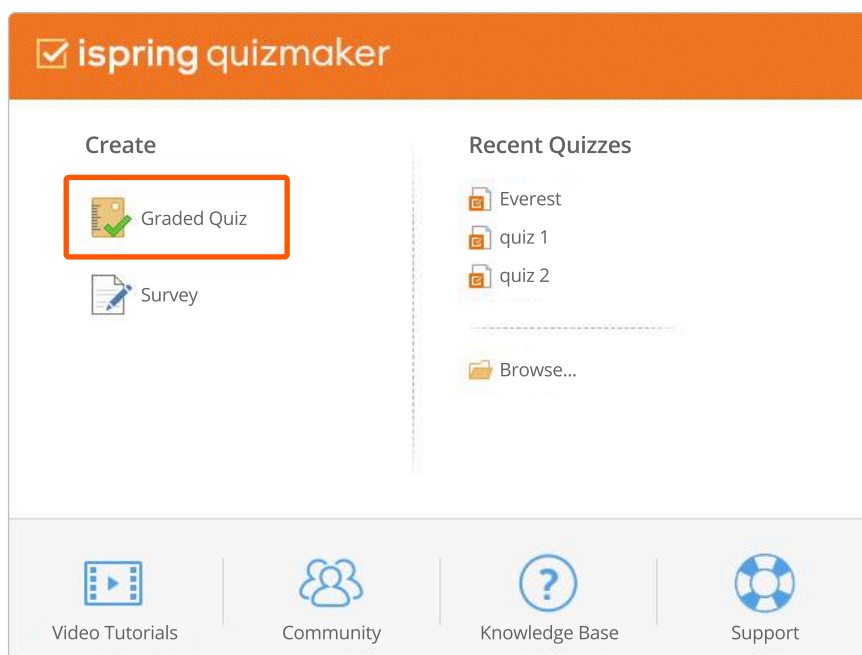 ispring quizmaker
Create
Graded Quiz
Survey
Recent Quizzes
Everest
quiz 1
quiz 2
Browse...
Video Tutorials
Community
Knowledge Base
Support